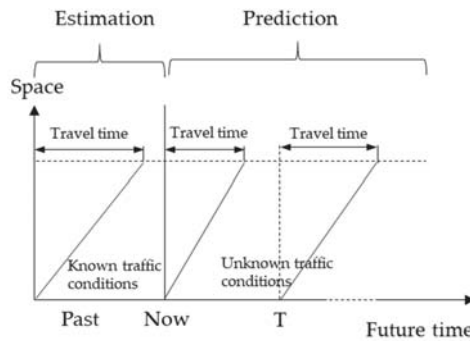 Estimation
Prediction
Space
Travel time
Travel time
Travel time
Known traffic
conditions
Unknown traffic
conditions
Past
Now
T
Future time